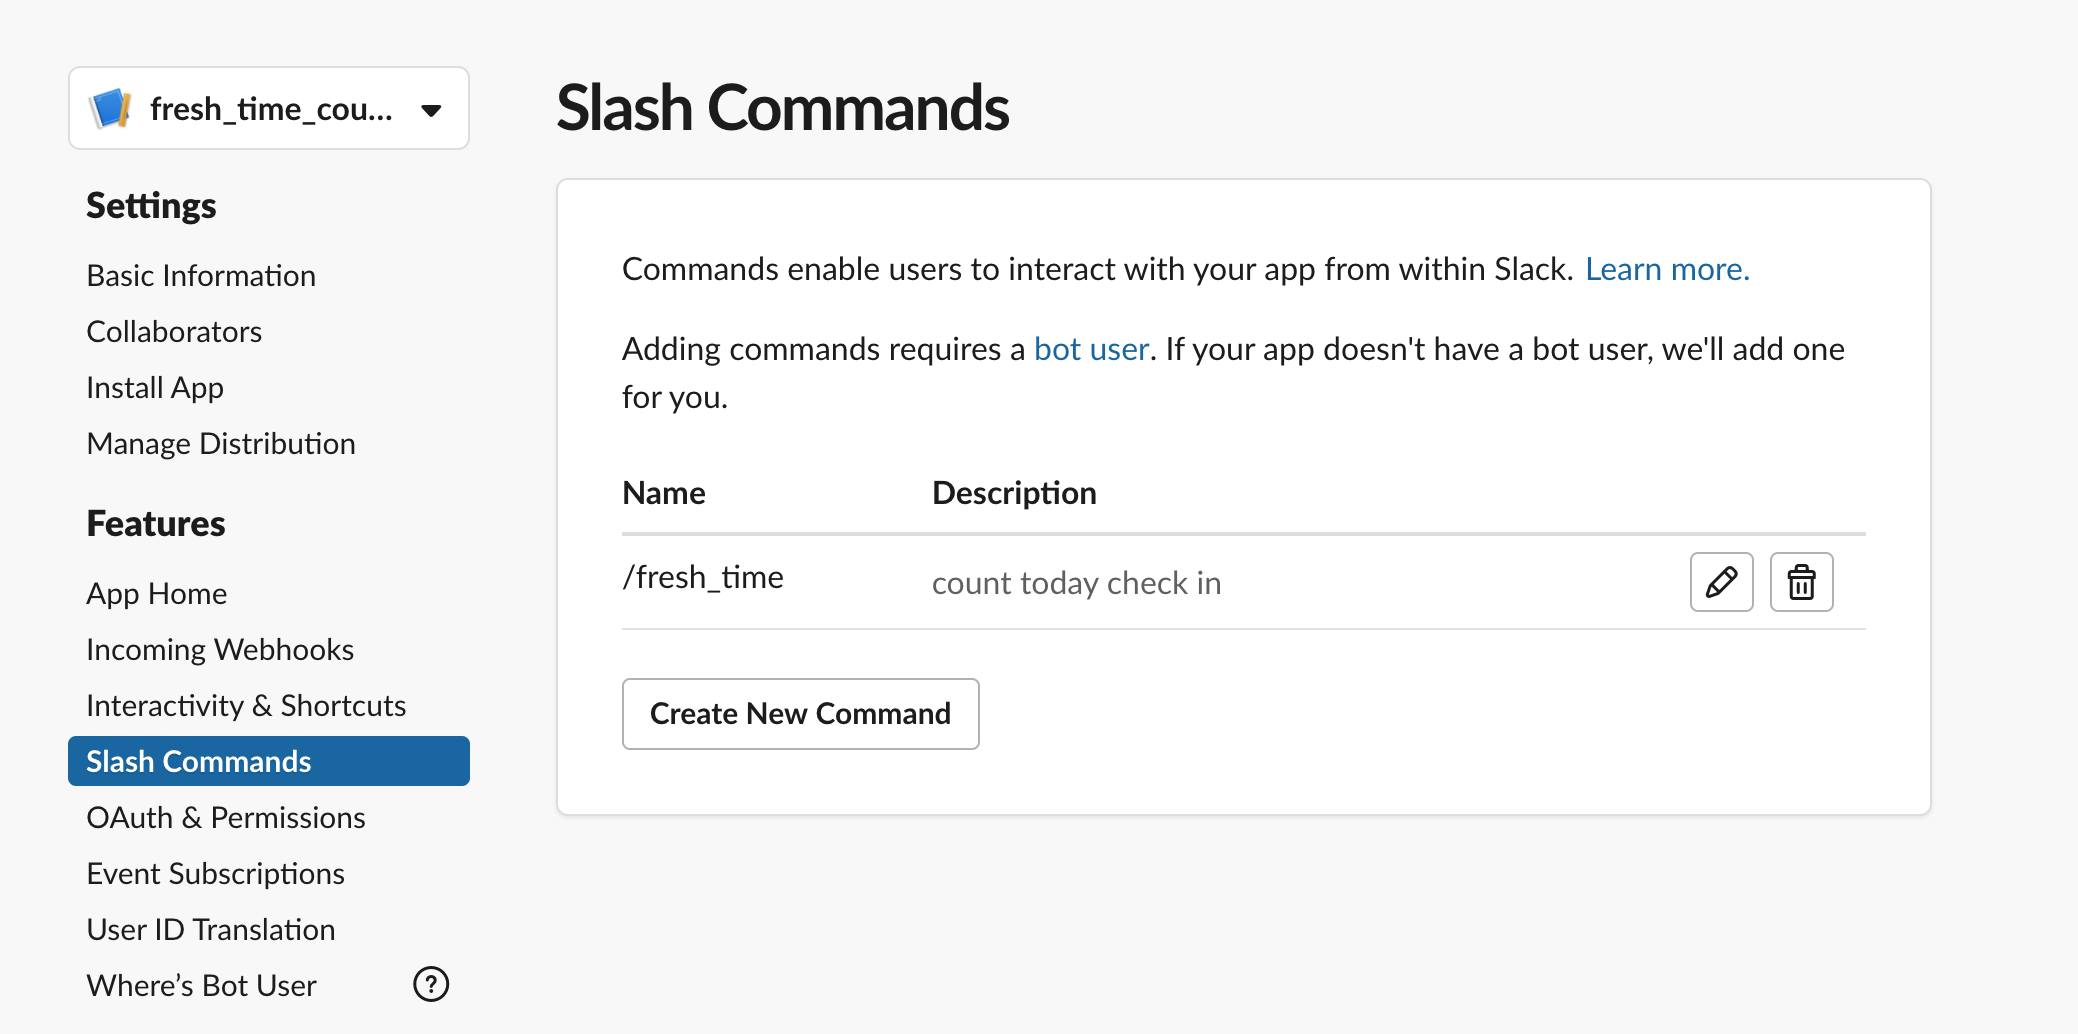 fresh_time_cou...
Settings
Basic Information
Collaborators
Install App
Manage Distribution
Features
App Home
Incoming Webhooks
Interactivity & Shortcuts
Slash Commands
OAuth & Permissions
Event Subscriptions
User ID Translation
Where’s Bot User ?
Slash Commands
Commands enable users to interact with your app from within Slack. Learn more.
Adding commands requires a bot user. If your app doesn't have a bot user, we'll add one
for you.
Name Description
/fresh_time count today check in
Create New Command